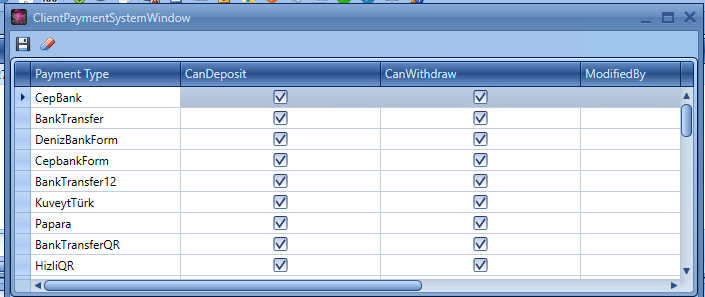 ClientPaymentSystemWindow
Payment Type CanDeposit CanWithdraw ModifiedBy
CepBank
BankTransfer
DenizBankForm
CepbankForm
BankTransfer12
KuveytTürk
Papara
BankTransferQR
HizliQR